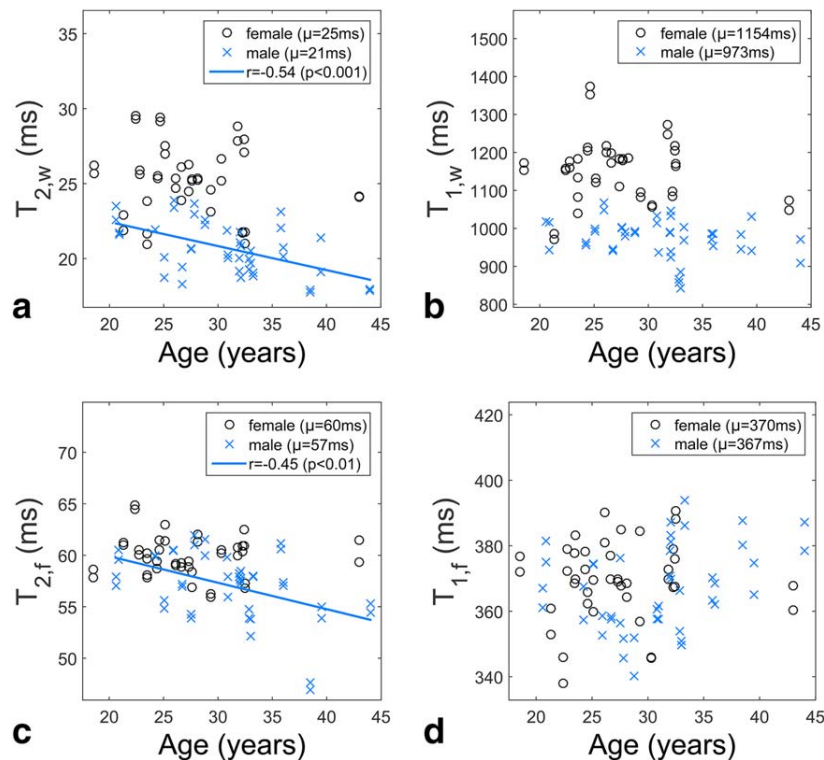 female (µ=25ms)
male (µ=21ms)
r=-0.54 (p<0.001)
30
25
20
T2,w (ms)
20 25 30 35 40 45
a
Age (years)
female (µ=1154ms)
male (µ=973ms)
1500
1400
1300
1200
1100
1000
900
800
T1,w (ms)
20 25 30 35 40 45
b
Age (years)
female (µ=60ms)
male (µ=57ms)
r=-0.45 (p<0.01)
70
65
60
55
50
T2,f (ms)
20 25 30 35 40 45
c
Age (years)
female (µ=370ms)
male (µ=367ms)
420
400
380
360
340
T1,f (ms)
20 25 30 35 40 45
d
Age (years)